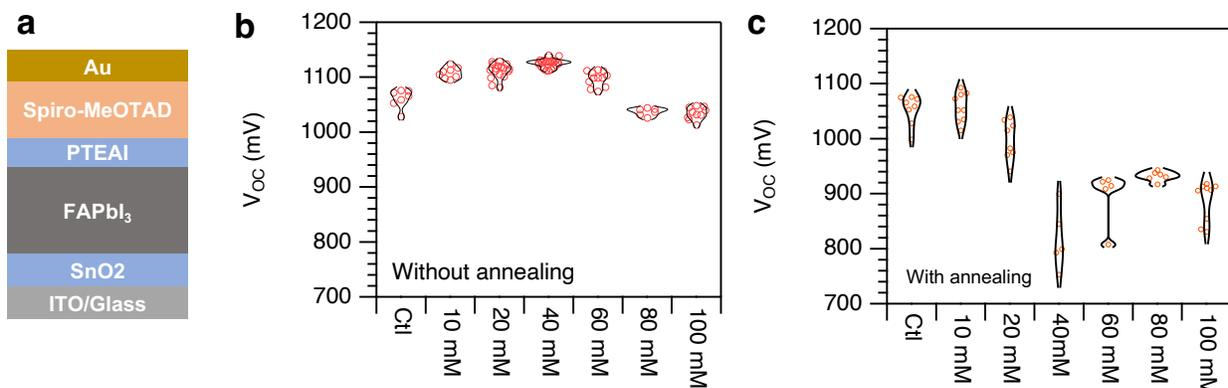 a
Au
Spiro-MeOTAD
PTEAI
FAPbI3
SnO2
ITO/Glass
b
VOC (mV)
1200
1100
1000
900
800
700
Without annealing
Ctl
10 mM
20 mM
40 mM
60 mM
80 mM
100 mM
c
VOC (mV)
1200
1100
1000
900
800
700
With annealing
Ctl
10 mM
20 mM
40mM
60 mM
80 mM
100 mM